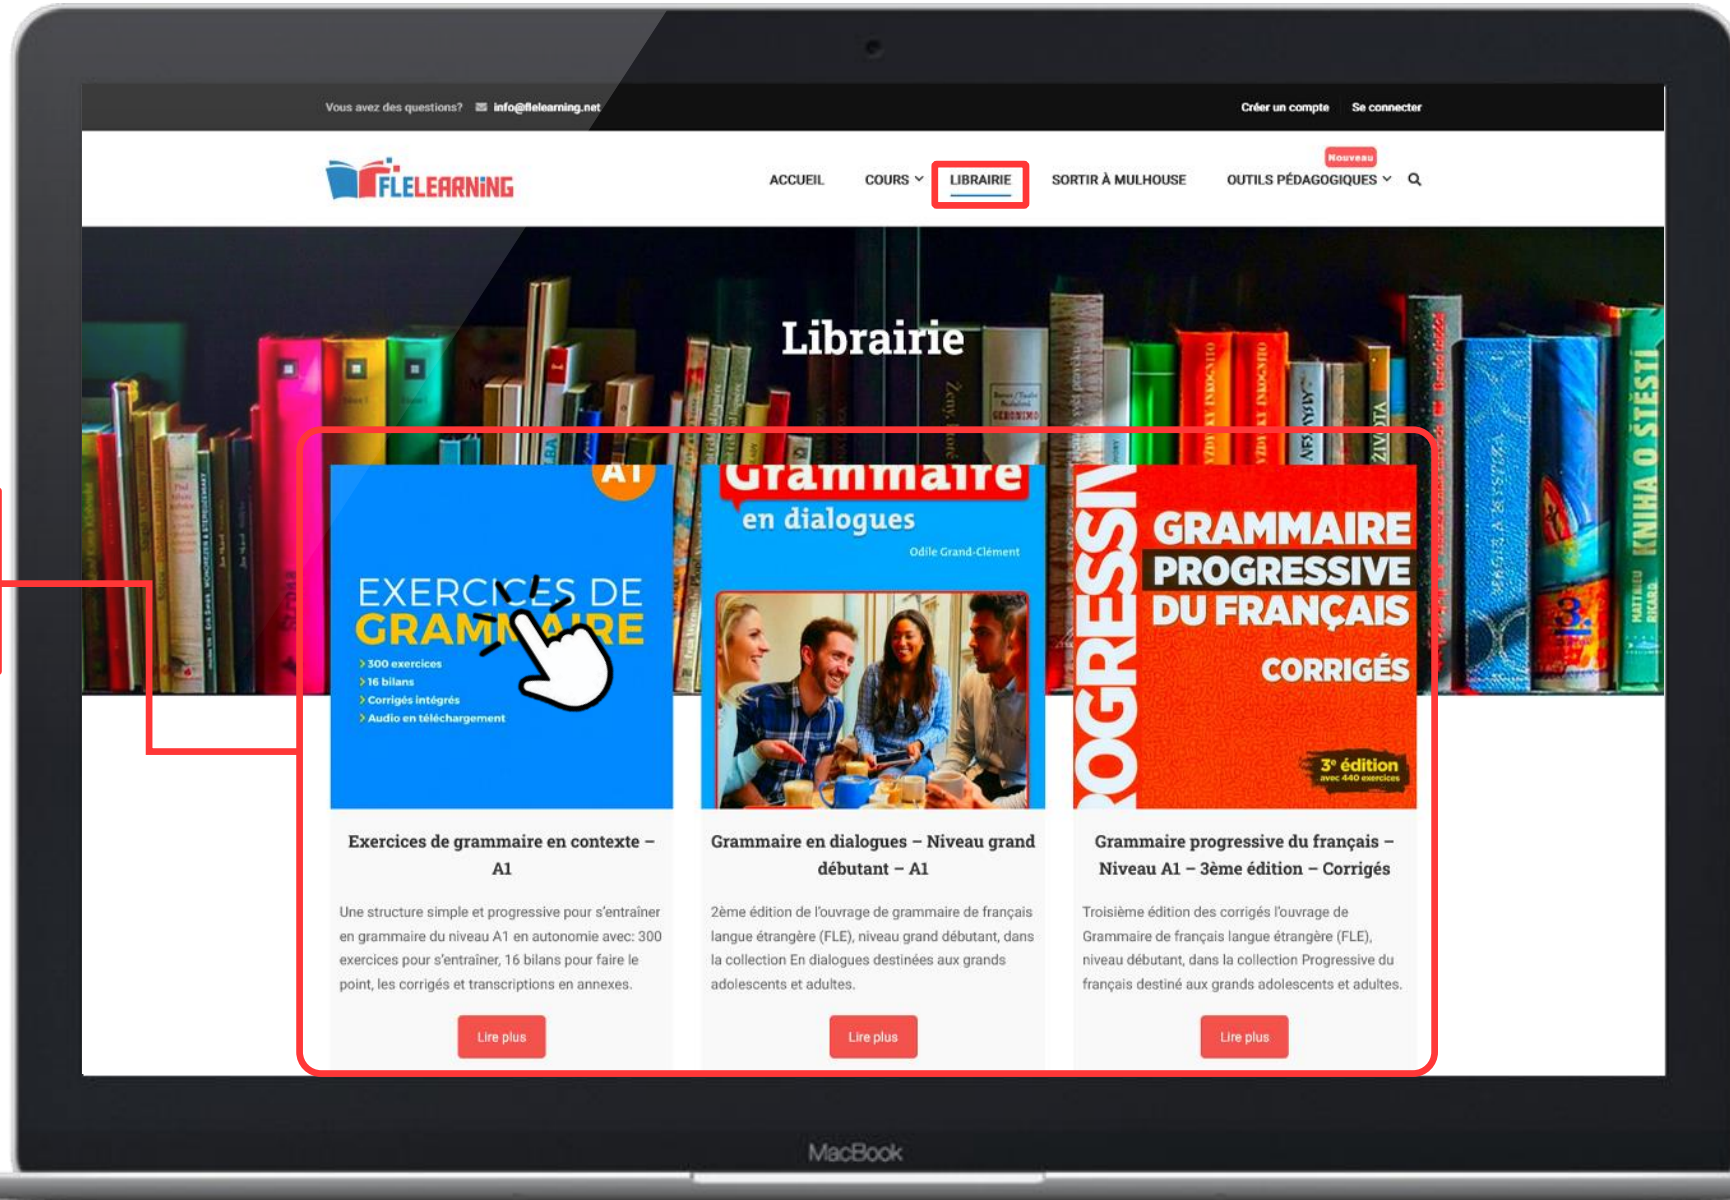 Vous avez des questions? info@flelearning.net
Créer un compte Se connecter
FLELEARNiNG
Nouveau
ACCUEIL COURS LIBRAIRIE SORTIR À MULHOUSE OUTILS PÉDAGOGIQUES
Librairie
GERONIMO
ŽIVOTA
KNIHA O ŠTĚSTÍ
MATTHIEU
RICARD
3.
A1
EXERCICES DE
GRAMMAIRE
300 exercices
16 bilans
Corrigés intégrés
Audio en téléchargement
Grammaire
en dialogues
Odile Grand-Clément
OGRESSIV
GRAMMAIRE
PROGRESSIVE
DU FRANÇAIS
CORRIGÉS
3e édition
avec 440 exercices
Exercices de grammaire en contexte –
A1
Une structure simple et progressive pour s'entraîner
en grammaire du niveau A1 en autonomie avec: 300
exercices pour s'entraîner, 16 bilans pour faire le
point, les corrigés et transcriptions en annexes.
Lire plus
Grammaire en dialogues – Niveau grand
débutant – A1
2ème édition de l'ouvrage de grammaire de français
langue étrangère (FLE), niveau grand débutant, dans
la collection En dialogues destinées aux grands
adolescents et adultes.
Lire plus
Grammaire progressive du français –
Niveau A1 – 3ème édition – Corrigés
Troisième édition des corrigés l'ouvrage de
Grammaire de français langue étrangère (FLE),
niveau débutant, dans la collection Progressive du
français destiné aux grands adolescents et adultes.
Lire plus
MacBook